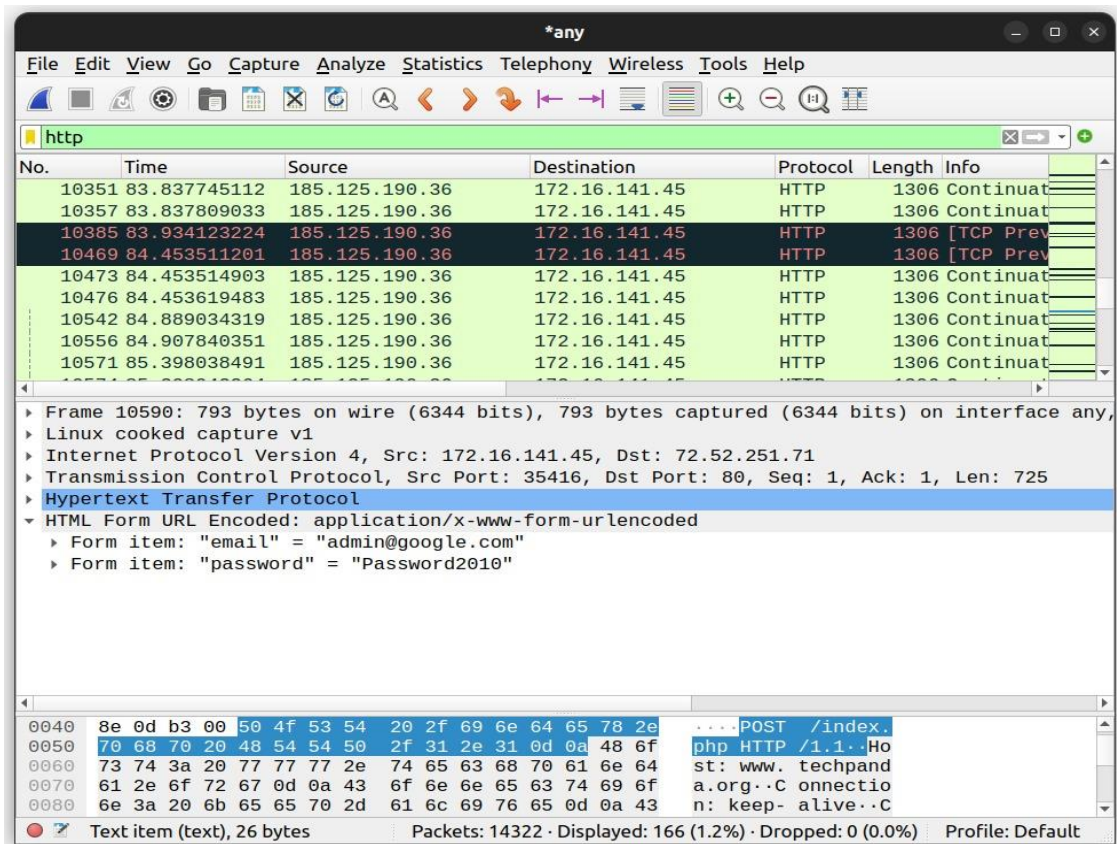 *any
File Edit View Go Capture Analyze Statistics Telephony Wireless Tools Help
http
No. Time Source Destination Protocol Length Info
10351 83.837745112 185.125.190.36 172.16.141.45 HTTP 1306 Continuat
10357 83.837809033 185.125.190.36 172.16.141.45 HTTP 1306 Continuat
10385 83.934123224 185.125.190.36 172.16.141.45 HTTP 1306 [TCP Prev
10469 84.453511201 185.125.190.36 172.16.141.45 HTTP 1306 [TCP Prev
10473 84.453514903 185.125.190.36 172.16.141.45 HTTP 1306 Continuat
10476 84.453619483 185.125.190.36 172.16.141.45 HTTP 1306 Continuat
10542 84.889034319 185.125.190.36 172.16.141.45 HTTP 1306 Continuat
10556 84.907840351 185.125.190.36 172.16.141.45 HTTP 1306 Continuat
10571 85.398038491 185.125.190.36 172.16.141.45 HTTP 1306 Continuat
Frame 10590: 793 bytes on wire (6344 bits), 793 bytes captured (6344 bits) on interface any,
Linux cooked capture v1
Internet Protocol Version 4, Src: 172.16.141.45, Dst: 72.52.251.71
Transmission Control Protocol, Src Port: 35416, Dst Port: 80, Seq: 1, Ack: 1, Len: 725
Hypertext Transfer Protocol
HTML Form URL Encoded: application/x-www-form-urlencoded
Form item: "email" = "admin@google.com"
Form item: "password" = "Password2010"
0040 8e 0d b3 00 50 4f 53 54 20 2f 69 6e 64 65 78 2e ····POST /index.
0050 70 68 70 20 48 54 54 50 2f 31 2e 31 0d 0a 48 6f php HTTP /1.1··Ho
0060 73 74 3a 20 77 77 77 2e 74 65 63 68 70 61 6e 64 st: www. techpand
0070 61 2e 6f 72 67 0d 0a 43 6f 6e 6e 65 63 74 69 6f a.org··C onnectio
0080 6e 3a 20 6b 65 65 70 2d 61 6c 69 76 65 0d 0a 43 n: keep- alive··C
Text item (text), 26 bytes Packets: 14322 · Displayed: 166 (1.2%) · Dropped: 0 (0.0%) Profile: Default